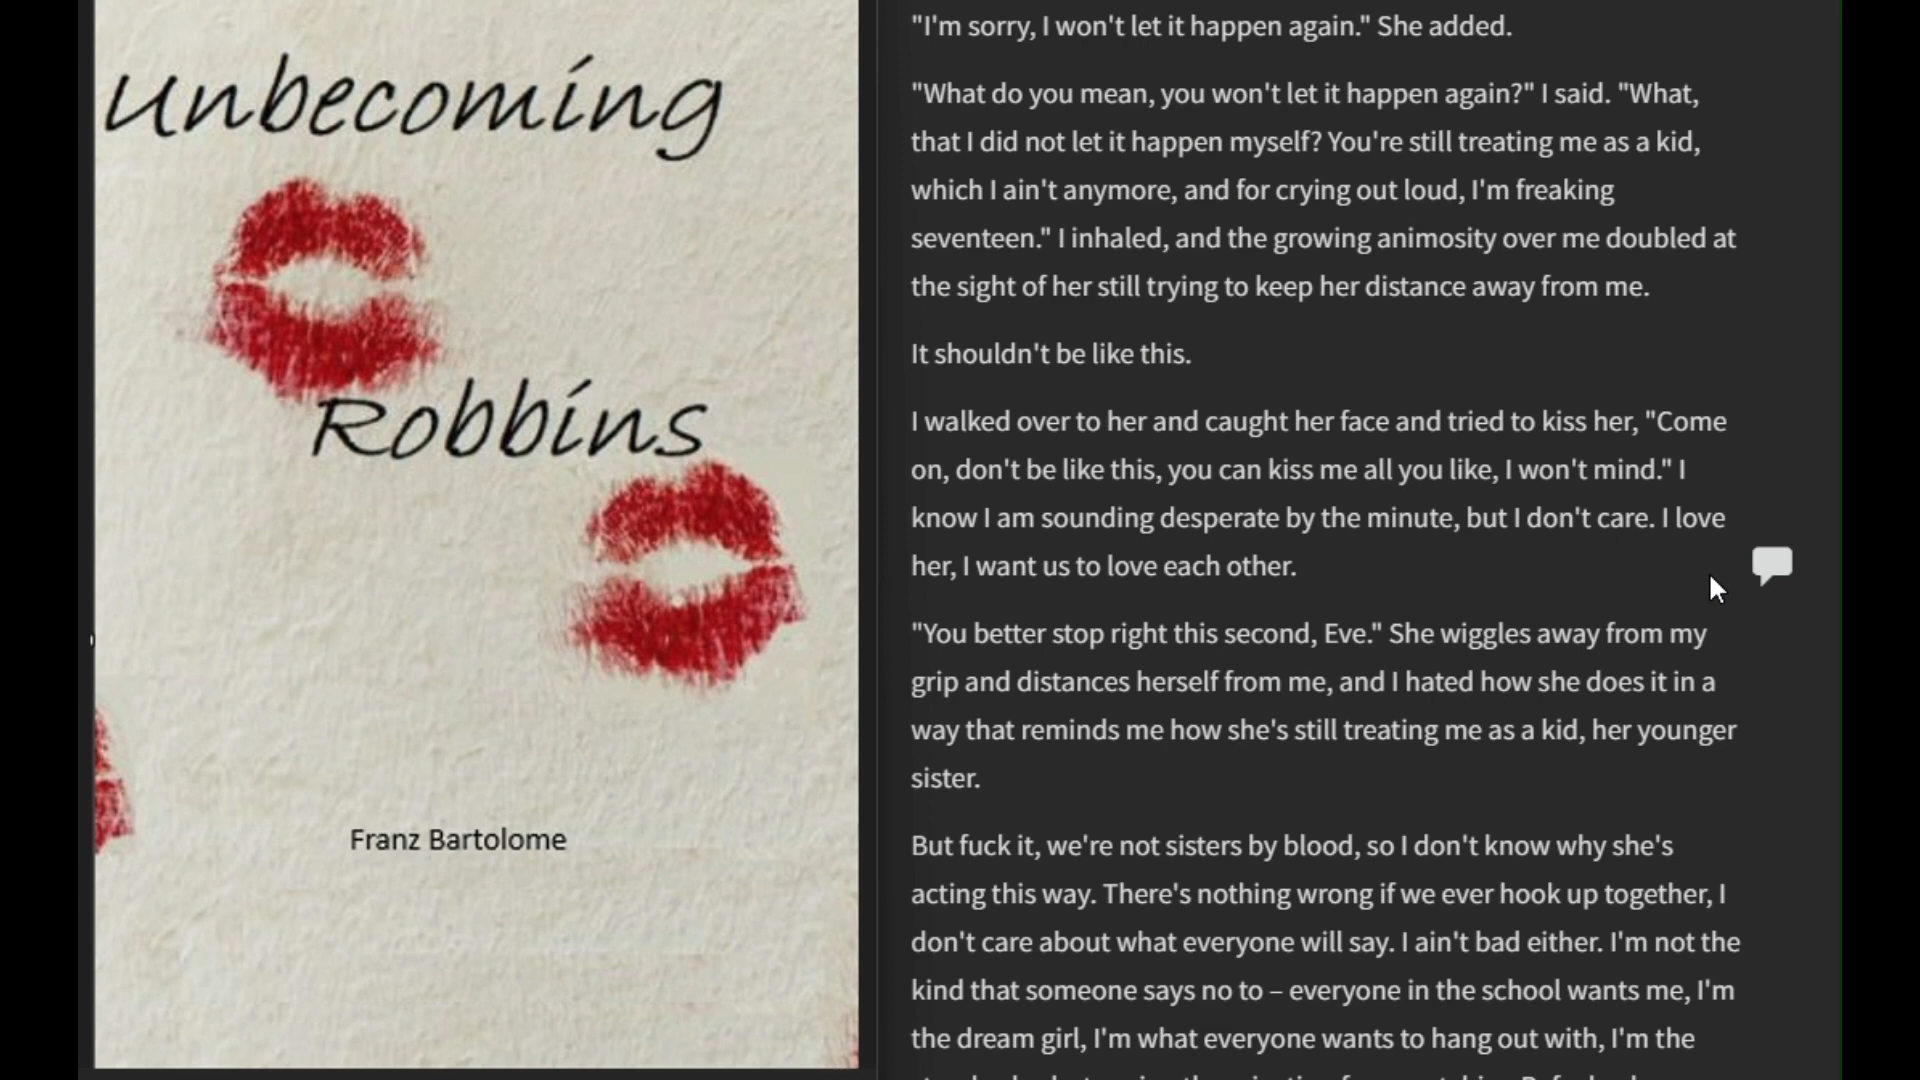 Unbecoming
Robbins
Franz Bartolome
"I'm sorry, I won't let it happen again." She added.
"What do you mean, you won't let it happen again?" I said. "What,
that I did not let it happen myself? You're still treating me as a kid,
which I ain't anymore, and for crying out loud, I'm freaking
seventeen." I inhaled, and the growing animosity over me doubled at
the sight of her still trying to keep her distance away from me.
It shouldn't be like this.
I walked over to her and caught her face and tried to kiss her, "Come
on, don't be like this, you can kiss me all you like, I won't mind." I
know I am sounding desperate by the minute, but I don't care. I love
her, I want us to love each other.
"You better stop right this second, Eve." She wiggles away from my
grip and distances herself from me, and I hated how she does it in a
way that reminds me how she's still treating me as a kid, her younger
sister.
But fuck it, we're not sisters by blood, so I don't know why she's
acting this way. There's nothing wrong if we ever hook up together, I
don't care about what everyone will say. I ain't bad either. I'm not the
kind that someone says no to – everyone in the school wants me, I'm
the dream girl, I'm what everyone wants to hang out with, I'm the